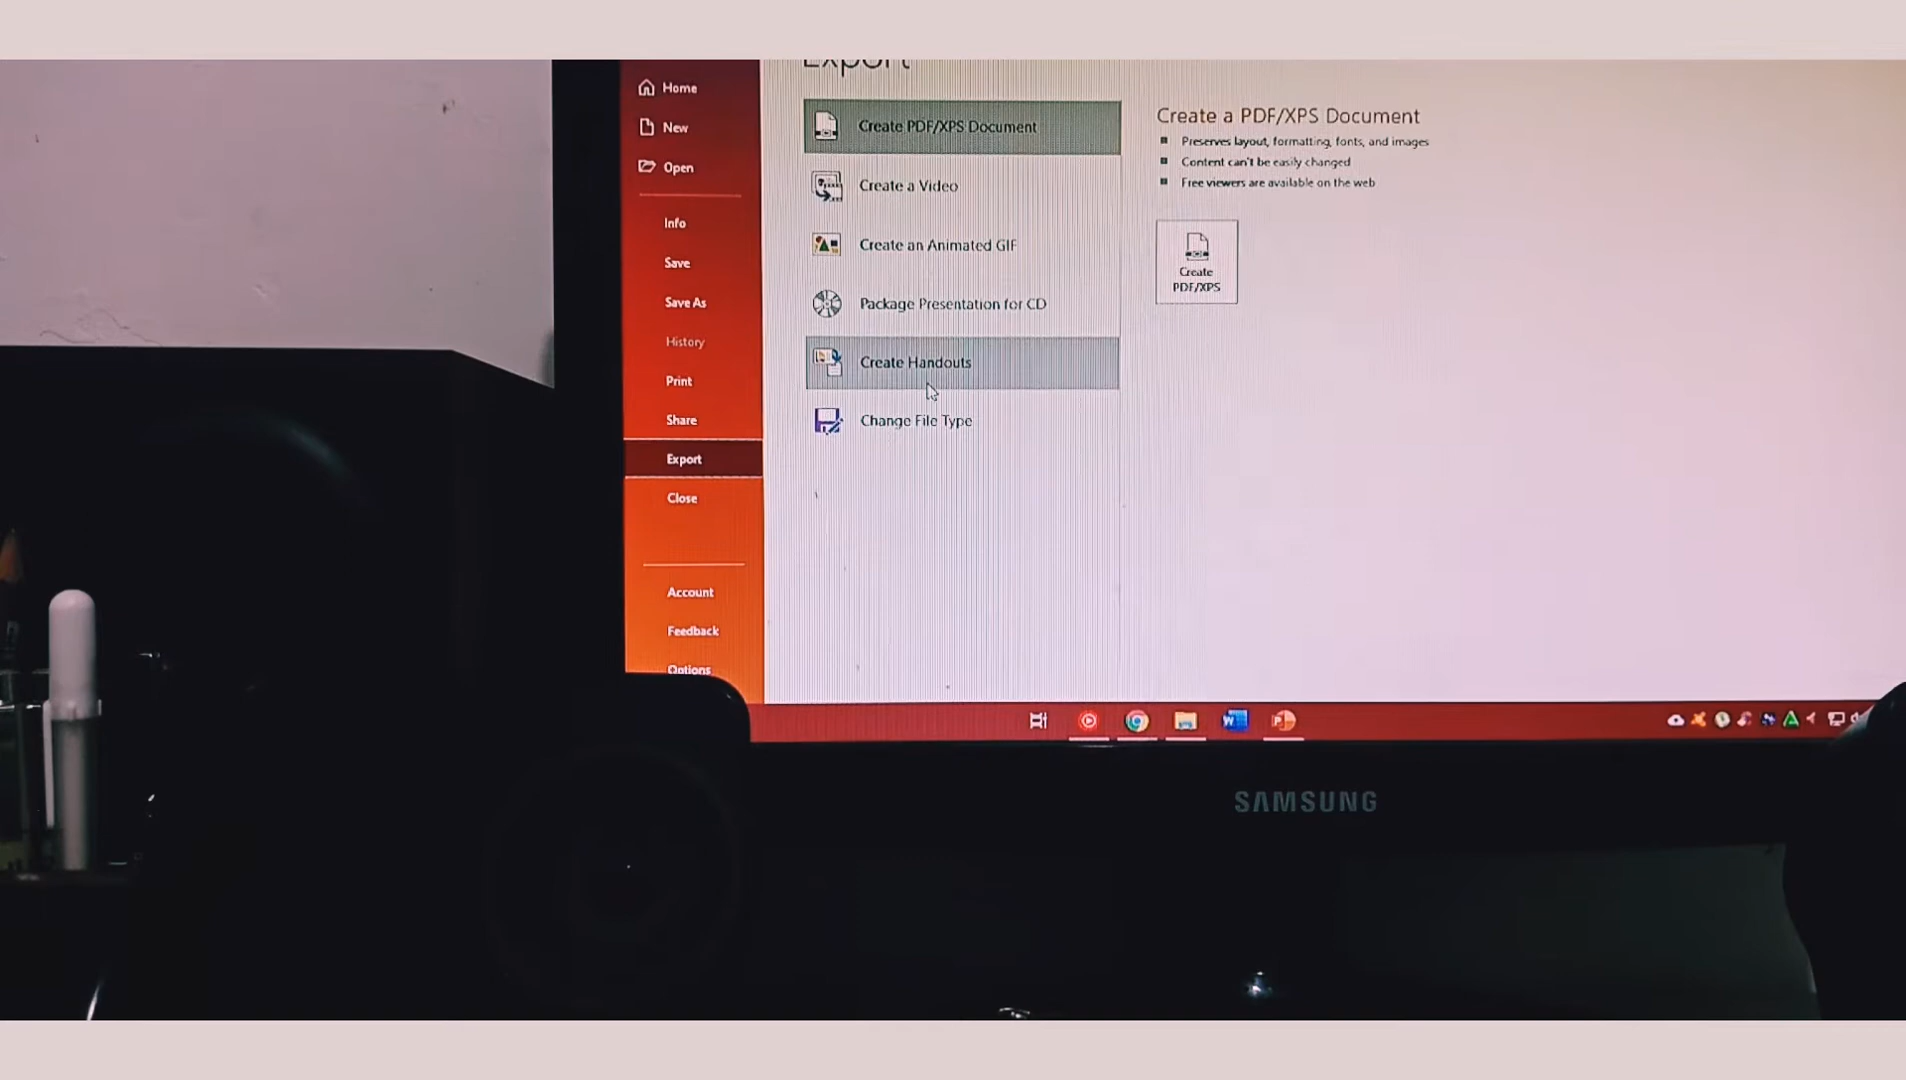 Export
Home
New
Open
Info
Save
Save As
History
Print
Share
Export
Close
Account
Feedback
Options
Create PDF/XPS Document
Create a Video
Create an Animated GIF
Package Presentation for CD
Create Handouts
Change File Type
Create a PDF/XPS Document
Preserves layout, formatting, fonts, and images
Content can't be easily changed
Free viewers are available on the web
Create
PDF/XPS
SAMSUNG